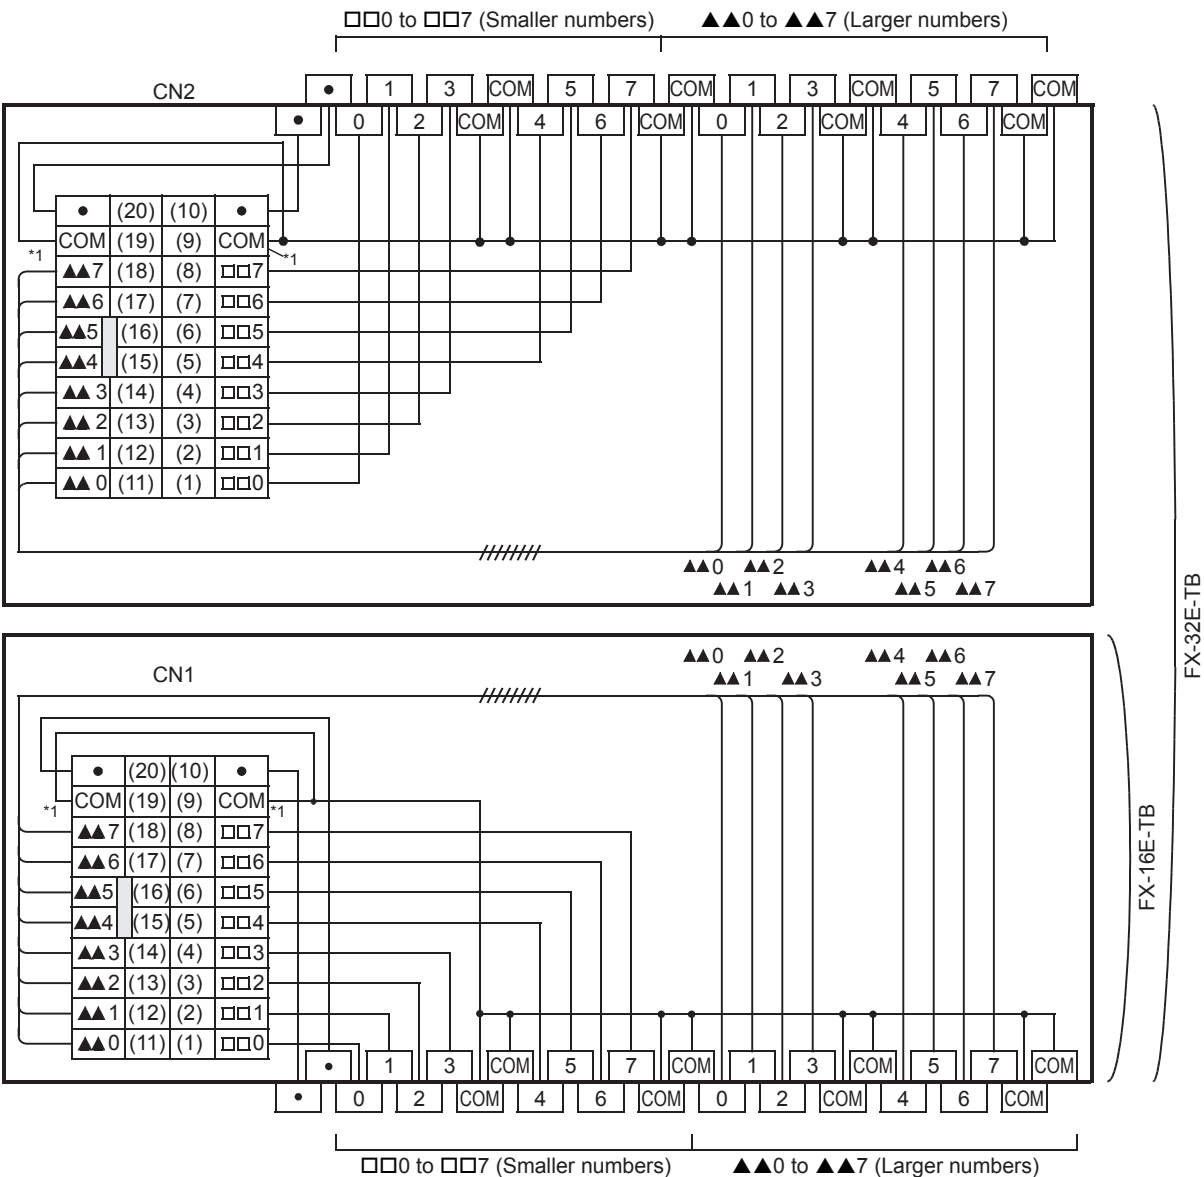 □□0 to □□7 (Smaller numbers) ▲▲0 to ▲▲7 (Larger numbers)
CN2
● 1 3 COM 5 7 COM 1 3 COM 5 7 COM
● 0 2 COM 4 6 COM 0 2 COM 4 6 COM
● (20) (10) ●
COM (19) (9) COM
*1 *1
▲▲7 (18) (8) □□7
▲▲6 (17) (7) □□6
▲▲5 (16) (6) □□5
▲▲4 (15) (5) □□4
▲▲3 (14) (4) □□3
▲▲2 (13) (3) □□2
▲▲1 (12) (2) □□1
▲▲0 (11) (1) □□0
▲▲0 ▲▲2 ▲▲4 ▲▲6
▲▲1 ▲▲3 ▲▲5 ▲▲7
FX-32E-TB
▲▲0 ▲▲2 ▲▲4 ▲▲6
CN1
▲▲1 ▲▲3 ▲▲5 ▲▲7
● (20) (10) ●
COM (19) (9) COM
*1 *1
▲▲7 (18) (8) □□7
▲▲6 (17) (7) □□6
▲▲5 (16) (6) □□5
▲▲4 (15) (5) □□4
▲▲3 (14) (4) □□3
▲▲2 (13) (3) □□2
▲▲1 (12) (2) □□1
▲▲0 (11) (1) □□0
FX-16E-TB
● 1 3 COM 5 7 COM 1 3 COM 5 7 COM
● 0 2 COM 4 6 COM 0 2 COM 4 6 COM
□□0 to □□7 (Smaller numbers) ▲▲0 to ▲▲7 (Larger numbers)